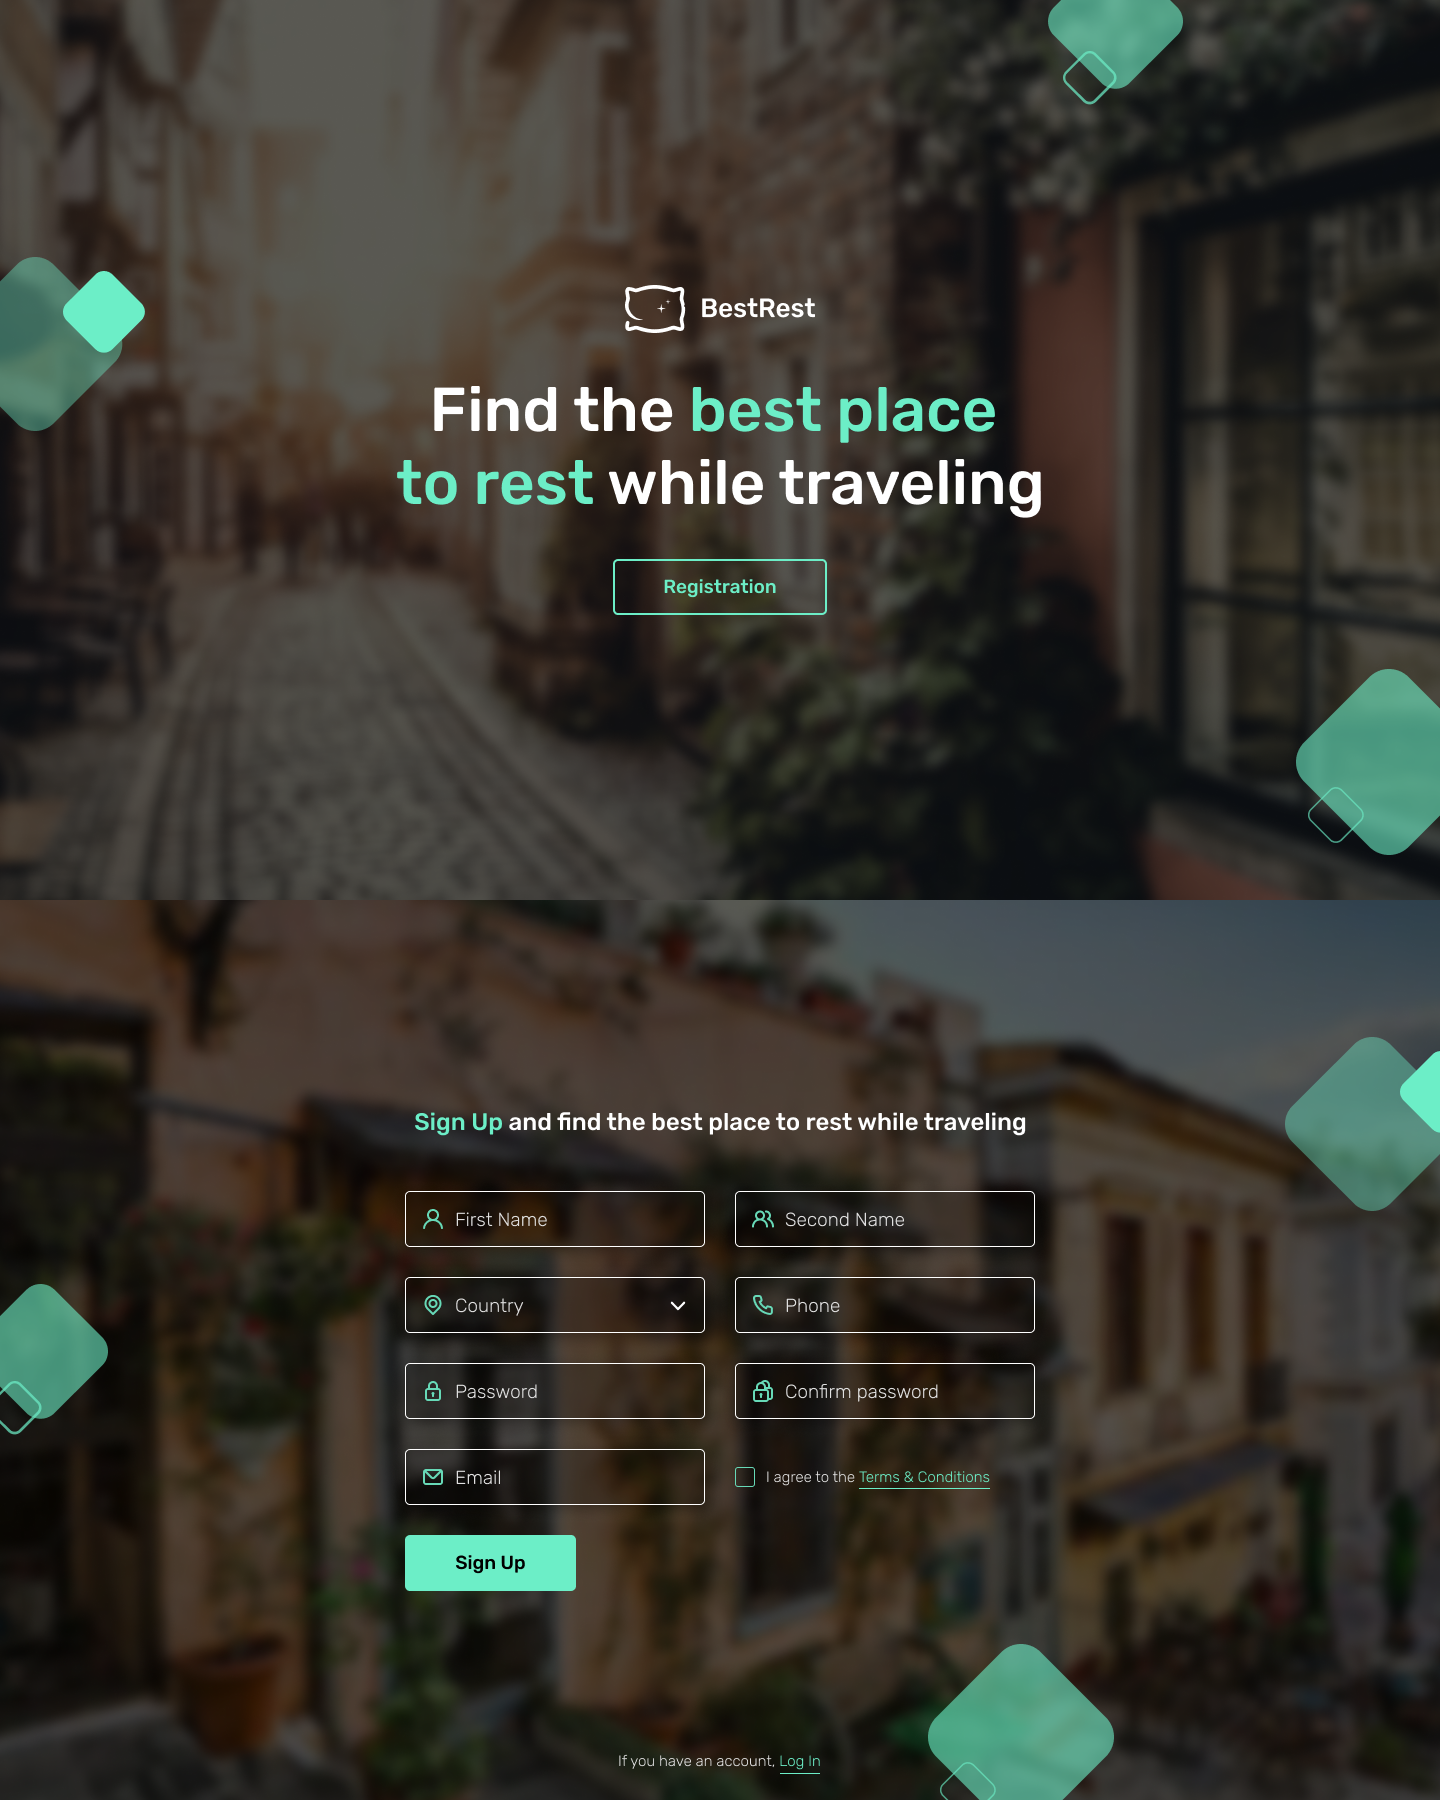 BestRest
Find the best place
to rest while traveling
Registration
Sign Up and find the best place to rest while traveling
First Name
Second Name
Country
Phone
Password
Confirm password
Email
I agree to the Terms & Conditions
Sign Up
If you have an account, Log In